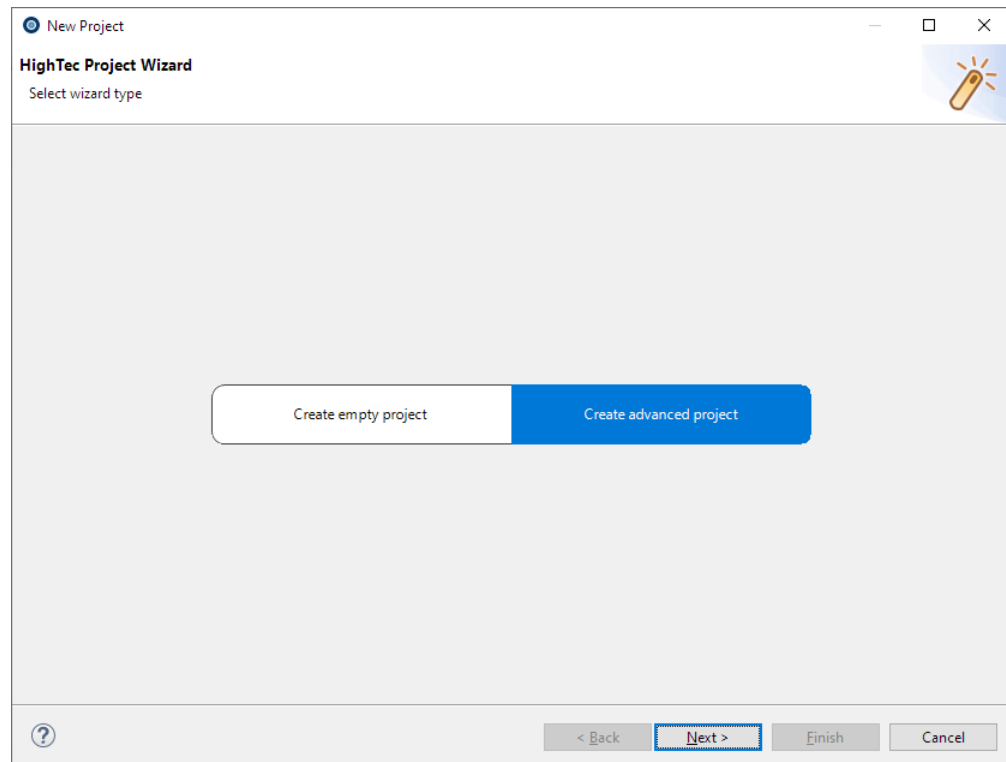 New Project
HighTec Project Wizard
Select wizard type
Create empty project Create advanced project
? < Back Next > Finish Cancel